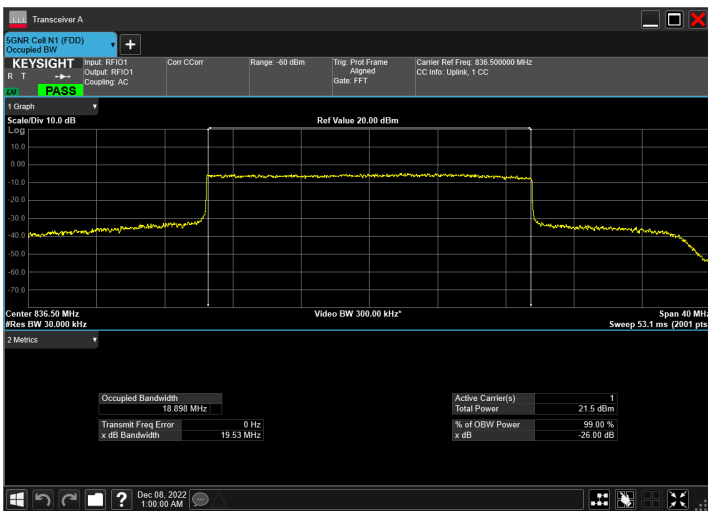 Transceiver A
5GNR Cell N1 (FDD)
Occupied BW
KEYSIGHT Input: RFIO1 Corr CCorr Range: -60 dBm Trig: Prot Frame Carrier Ref Freq: 836.500000 MHz
R T Output: RFIO1 Aligned CC Info: Uplink, 1 CC
Coupling: AC Gate: FFT
LXI PASS
1 Graph
Scale/Div 10.0 dB Ref Value 20.00 dBm
Log
10.0
0.00
-10.0
-20.0
-30.0
-40.0
-50.0
-60.0
-70.0
Center 836.50 MHz Video BW 300.00 kHz* Span 40 MHz
#Res BW 30.000 kHz Sweep 53.1 ms (2001 pts
2 Metrics
Occupied Bandwidth Active Carrier(s) 1
18.898 MHz Total Power 21.5 dBm
Transmit Freq Error 0 Hz % of OBW Power 99.00 %
x dB Bandwidth 19.53 MHz x dB -26.00 dB
Dec 08, 2022
1:00:00 AM